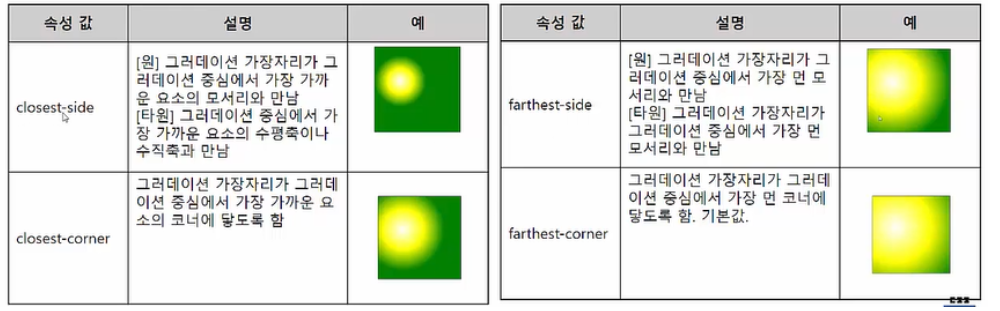 속성 값 설명 예
closest-side
[원] 그러데이션 가장자리가 그
러데이션 중심에서 가장 가까
운 요소의 모서리와 만남
[타원] 그러데이션 중심에서 가
장 가까운 요소의 수평축이나
수직축과 만남
closest-corner
그러데이션 가장자리가 그러데
이션 중심에서 가장 가까운 요
소의 코너에 닿도록 함
속성 값 설명 예
farthest-side
[원] 그러데이션 가장자리가 그
러데이션 중심에서 가장 먼 모
서리와 만남
[타원] 그러데이션 가장자리가
그러데이션 중심에서 가장 먼
모서리와 만남
farthest-corner
그러데이션 가장자리가 그러데
이션 중심에서 가장 먼 코너에
닿도록 함. 기본값.